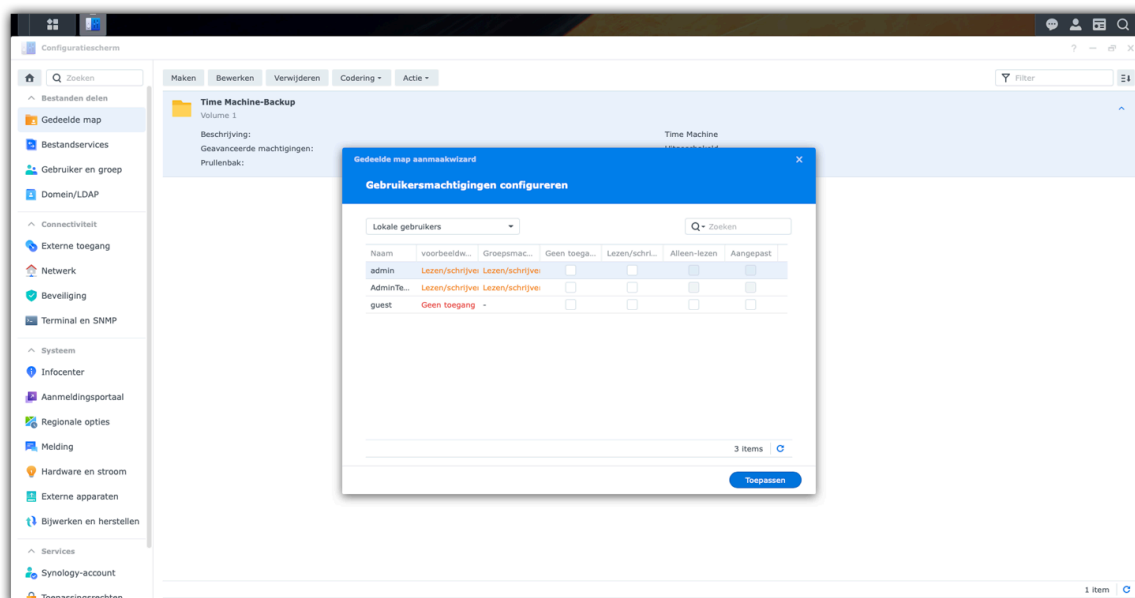 Configuratiescherm
Zoeken
Bestanden delen
Gedeelde map
Bestandservices
Gebruiker en groep
Domein/LDAP
Connectiviteit
Externe toegang
Netwerk
Beveiliging
Terminal en SNMP
Systeem
Infocenter
Aanmeldingsportaal
Regionale opties
Melding
Hardware en stroom
Externe apparaten
Bijwerken en herstellen
Services
Synology-account
Toepassingsrechten
Maken Bewerken Verwijderen Codering Actie Filter
Time Machine-Backup
Volume 1
Beschrijving: Time Machine
Geavanceerde machtigingen:
Prullenbak:
Gedeelde map aanmaakwizard
Gebruikersmachtigingen configureren
Lokale gebruikers Zoeken
Naam voorbeeldw... Groepsmac... Geen toega... Lezen/schri... Alleen-lezen Aangepast
admin Lezen/schrijve Lezen/schrijve
AdminTe... Lezen/schrijve Lezen/schrijve
guest Geen toegang -
3 items
Toepassen
1 item